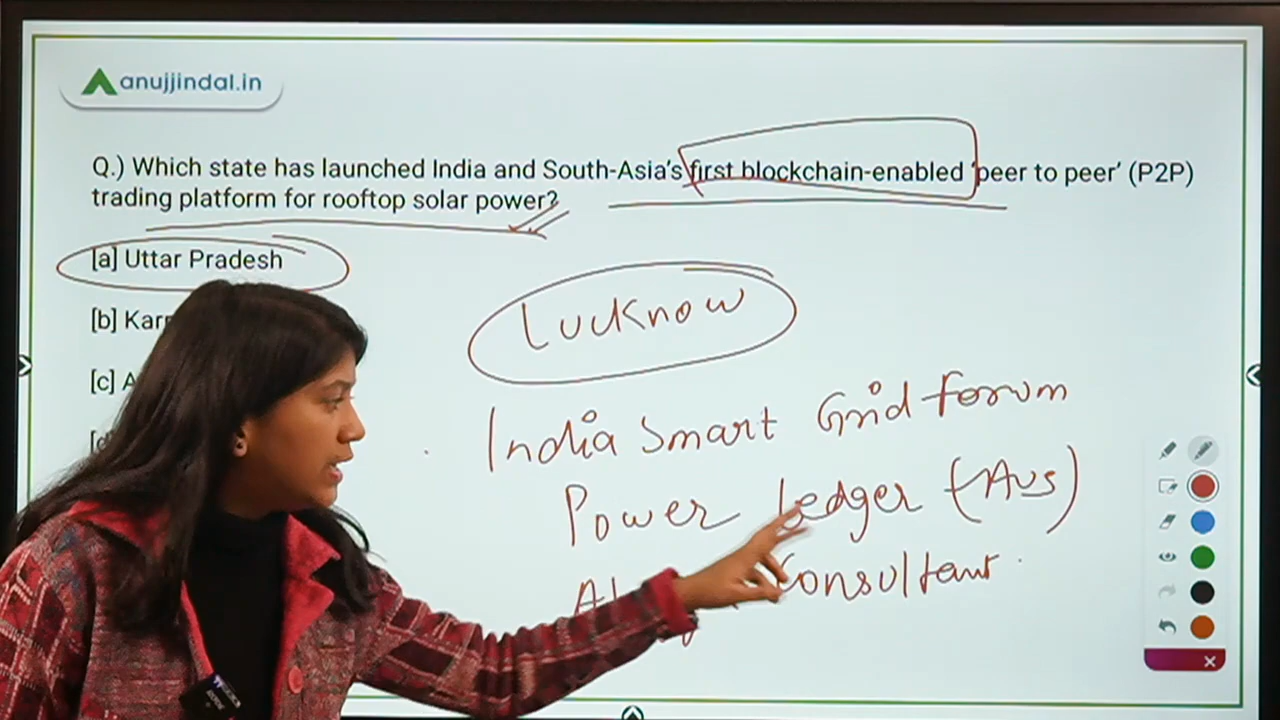 anujjindal.in
Q.) Which state has launched India and South-Asia's first blockchain-enabled 'peer to peer' (P2P)
trading platform for rooftop solar power?
[a] Uttar Pradesh
[b]
[c]
Lucknow
India Smart Grid Forum
Power Ledger (Aus)
Consultant